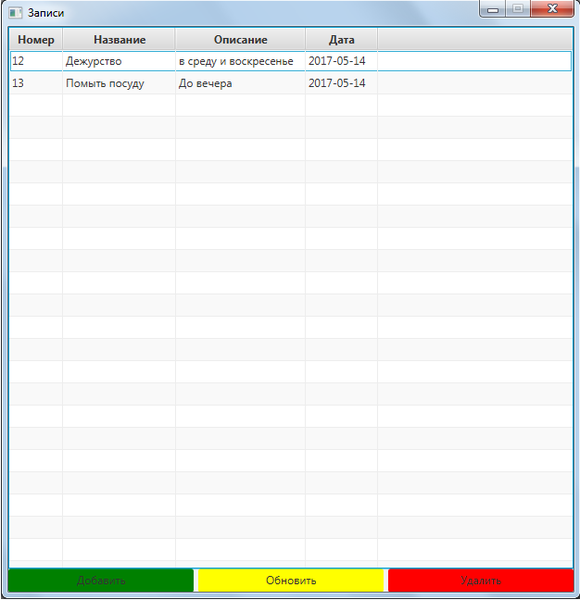 Записи
Номер Название Описание Дата
12 Дежурство в среду и воскресенье 2017-05-14
13 Помыть посуду До вечера 2017-05-14
Добавить Обновить Удалить